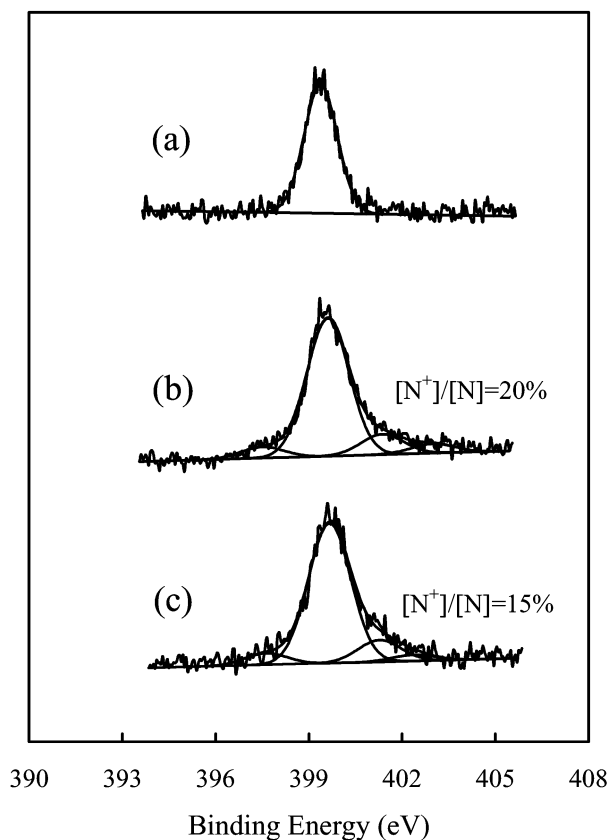 (a)
(b)
[N⁺]/[N]=20%
(c)
[N⁺]/[N]=15%
390 393 396 399 402 405 408
Binding Energy (eV)